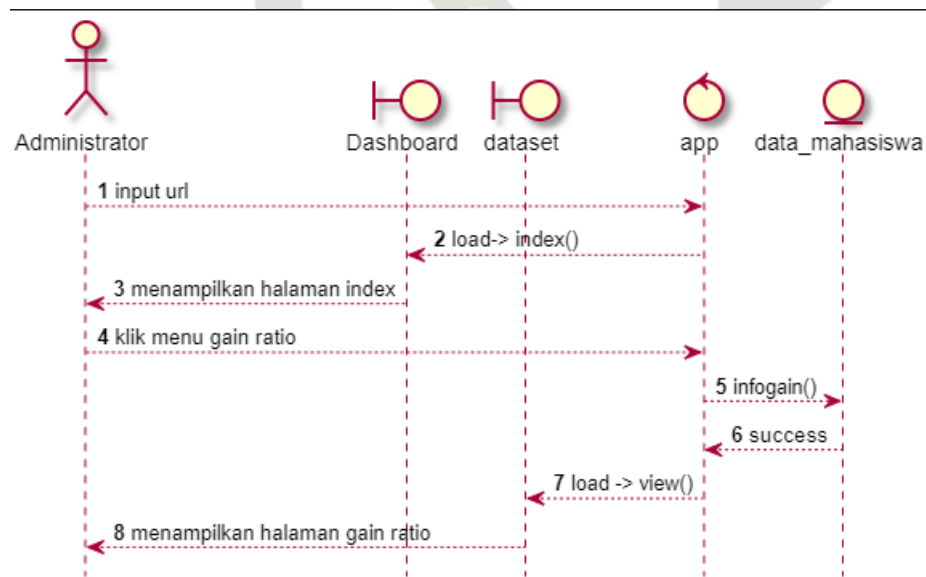 Administrator
Dashboard
dataset
app
data_mahasiswa
1 input url
2 load-> index()
3 menampilkan halaman index
4 klik menu gain ratio
5 infogain()
6 success
7 load -> view()
8 menampilkan halaman gain ratio